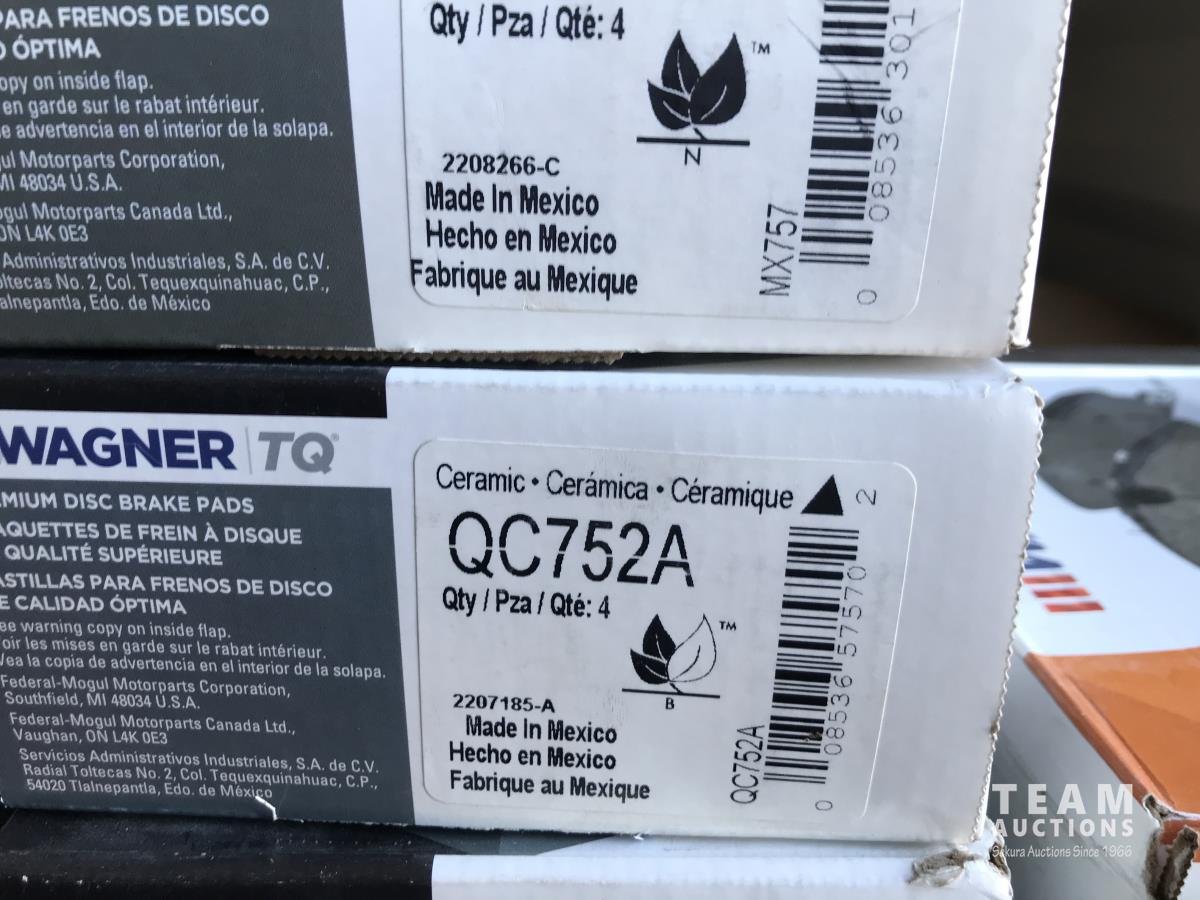 PARA FRENOS DE DISCO
D ÓPTIMA
opy on inside flap.
en garde sur le rabat intérieur.
e advertencia en el interior de la solapa.
gul Motorparts Corporation,
MI 48034 U.S.A.
ogul Motorparts Canada Ltd.,
ON L4K 0E3
Administrativos Industriales, S.A. de C.V.
oltecas No. 2, Col. Tequexquinahuac, C.P.,
alnepantla, Edo. de México
Qty / Pza / Qté: 4
TM
N
2208266-C
Made In Mexico
Hecho en Mexico
Fabrique au Mexique
MX757
0 08536 301
WAGNER TQ®
MIUM DISC BRAKE PADS
AQUETTES DE FREIN À DISQUE
QUALITÉ SUPÉRIEURE
ASTILLAS PARA FRENOS DE DISCO
E CALIDAD ÓPTIMA
ee warning copy on inside flap.
oir les mises en garde sur le rabat intérieur.
Vea la copia de advertencia en el interior de la solapa.
Federal-Mogul Motorparts Corporation,
Southfield, MI 48034 U.S.A.
Federal-Mogul Motorparts Canada Ltd.,
Vaughan, ON L4K 0E3
Servicios Administrativos Industriales, S.A. de C.V.
Radial Toltecas No. 2, Col. Tequexquinahuac, C.P.,
54020 Tlalnepantla, Edo. de México
Ceramic • Cerámica • Céramique
QC752A
Qty / Pza / Qté: 4
TM
B
2207185-A
Made In Mexico
Hecho en Mexico
Fabrique au Mexique
QC752A
0 08536 57570 2
TEAM
AUCTIONS
Sakura Auctions Since 1966